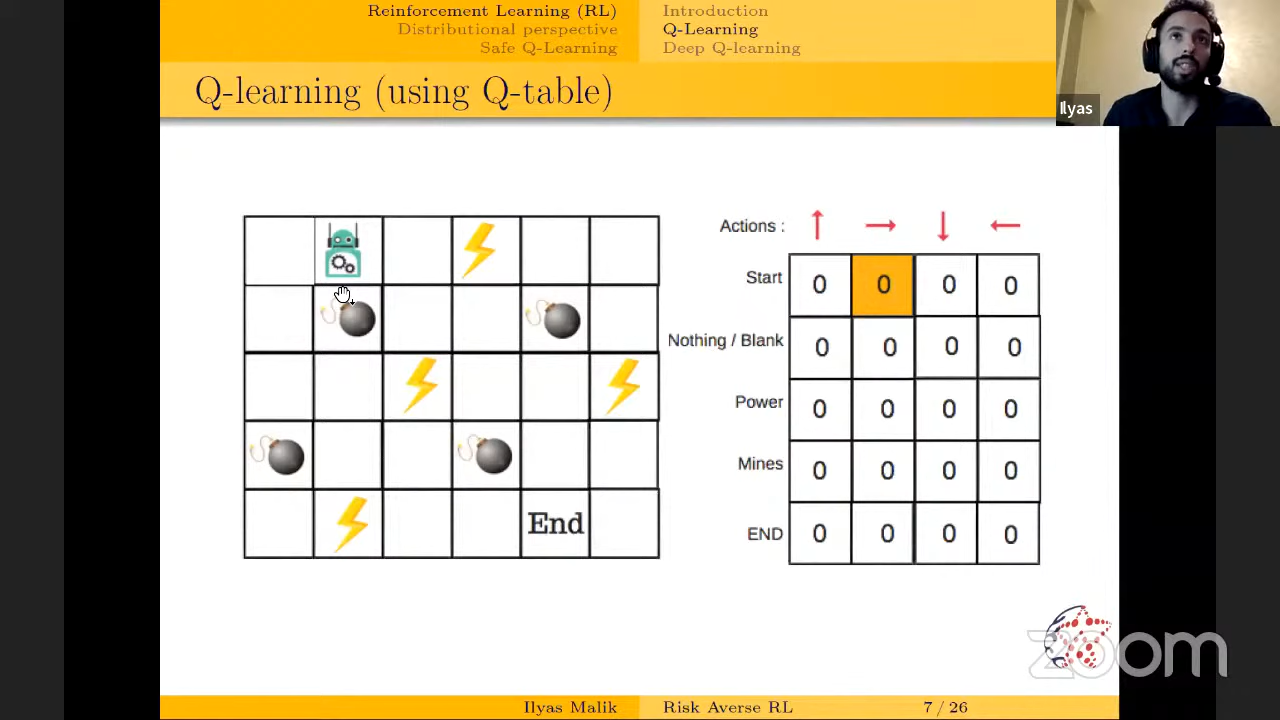 Reinforcement Learning (RL)
Distributional perspective
Safe Q-Learning
Introduction
Q-Learning
Deep Q-learning
Q-learning (using Q-table)
Ilyas
End
Actions :
Start 0 0 0 0
Nothing / Blank 0 0 0 0
Power 0 0 0 0
Mines 0 0 0 0
END 0 0 0 0
zoom
Ilyas Malik Risk Averse RL 7 / 26